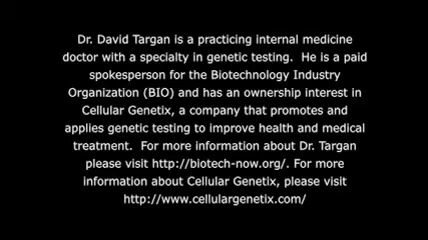 Dr. David Targan is a practicing internal medicine
doctor with a specialty in genetic testing.  He is a paid
spokesperson for the Biotechnology Industry
Organization (BIO) and has an ownership interest in
Cellular Genetix, a company that promotes and
applies genetic testing to improve health and medical
treatment.  For more information about Dr. Targan
please visit http://biotech-now.org/. For more
information about Cellular Genetix, please visit
http://www.cellulargenetix.com/